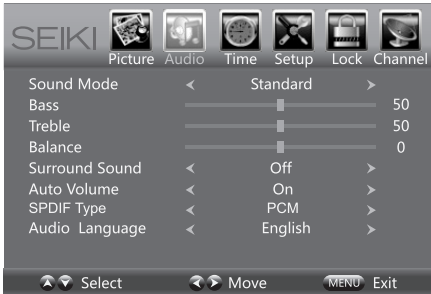 SEIKI
Picture Audio Time Setup Lock Channel
Sound Mode Standard
Bass 50
Treble 50
Balance 0
Surround Sound Off
Auto Volume On
SPDIF Type PCM
Audio Language English
Select Move MENU Exit